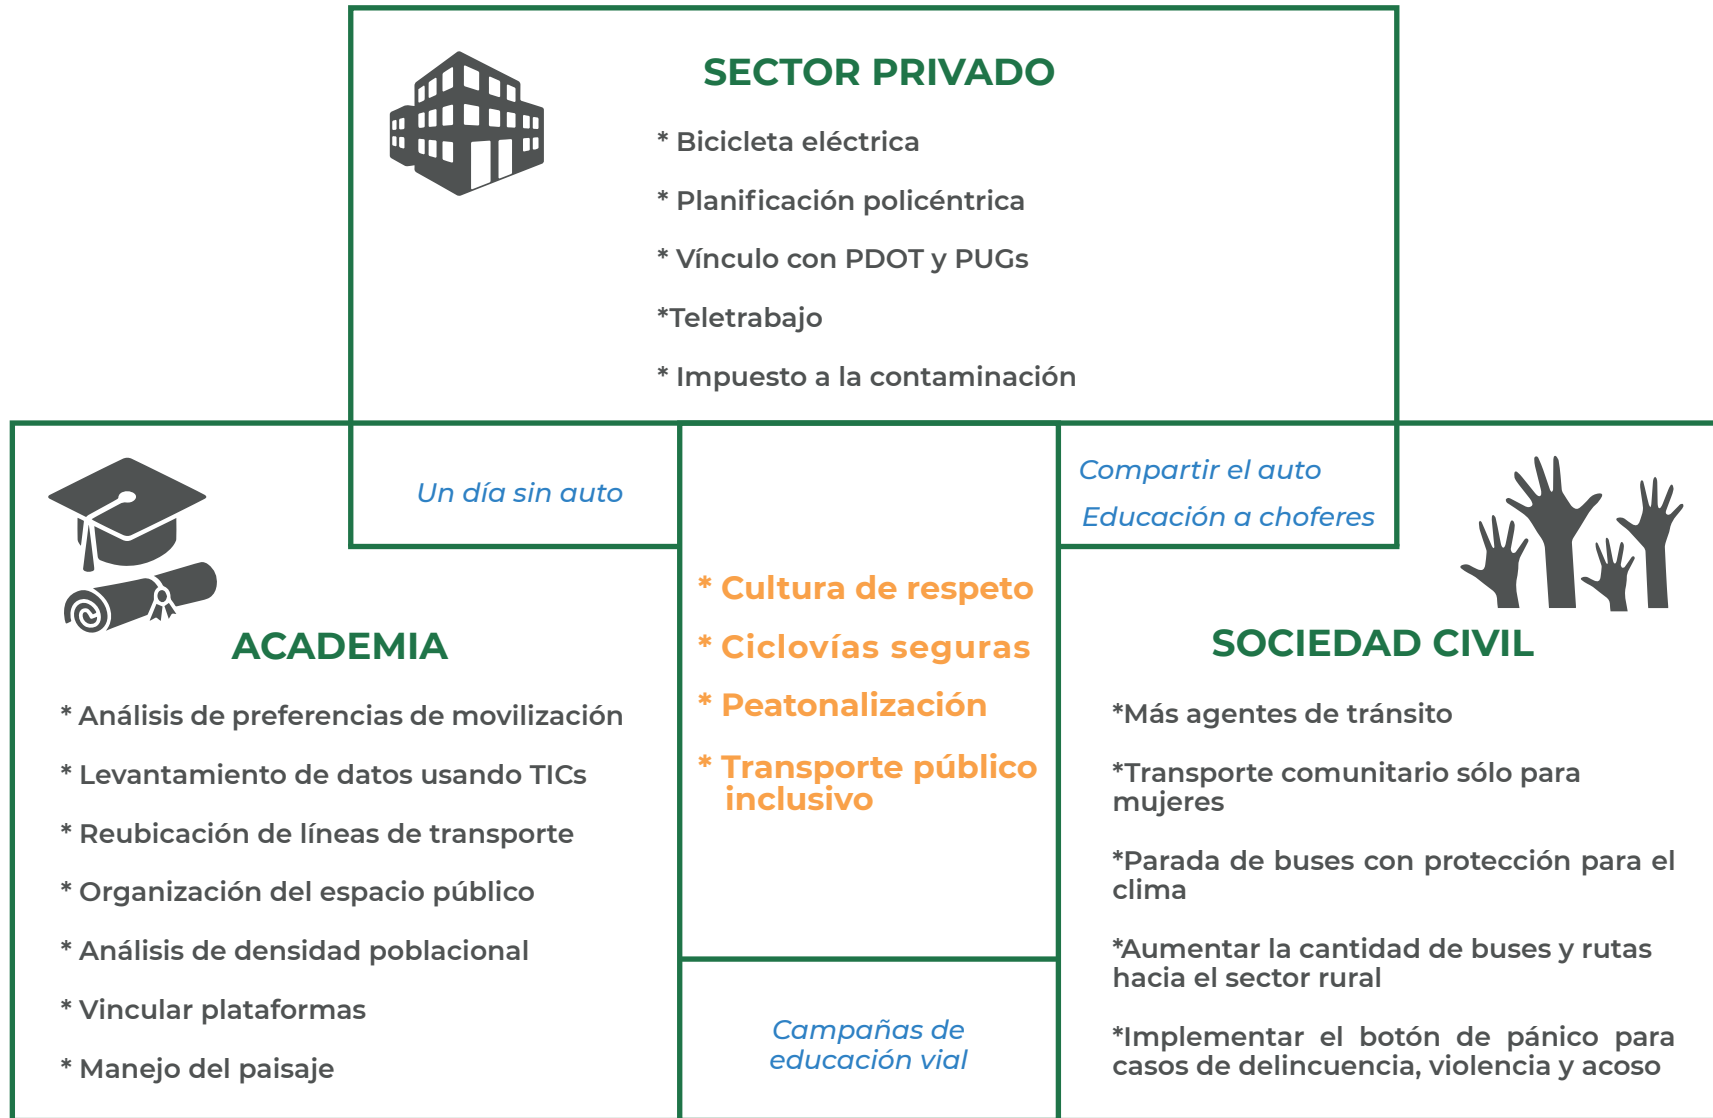 SECTOR PRIVADO
* Bicicleta eléctrica
* Planificación policéntrica
* Vínculo con PDOT y PUGs
*Teletrabajo
* Impuesto a la contaminación
Un día sin auto
Compartir el auto
Educación a choferes
ACADEMIA
* Análisis de preferencias de movilización
* Levantamiento de datos usando TICs
* Reubicación de líneas de transporte
* Organización del espacio público
* Análisis de densidad poblacional
* Vincular plataformas
* Manejo del paisaje
* Cultura de respeto
* Ciclovías seguras
* Peatonalización
* Transporte público
inclusivo
Campañas de
educación vial
SOCIEDAD CIVIL
*Más agentes de tránsito
*Transporte comunitario sólo para
mujeres
*Parada de buses con protección para el
clima
*Aumentar la cantidad de buses y rutas
hacia el sector rural
*Implementar el botón de pánico para
casos de delincuencia, violencia y acoso